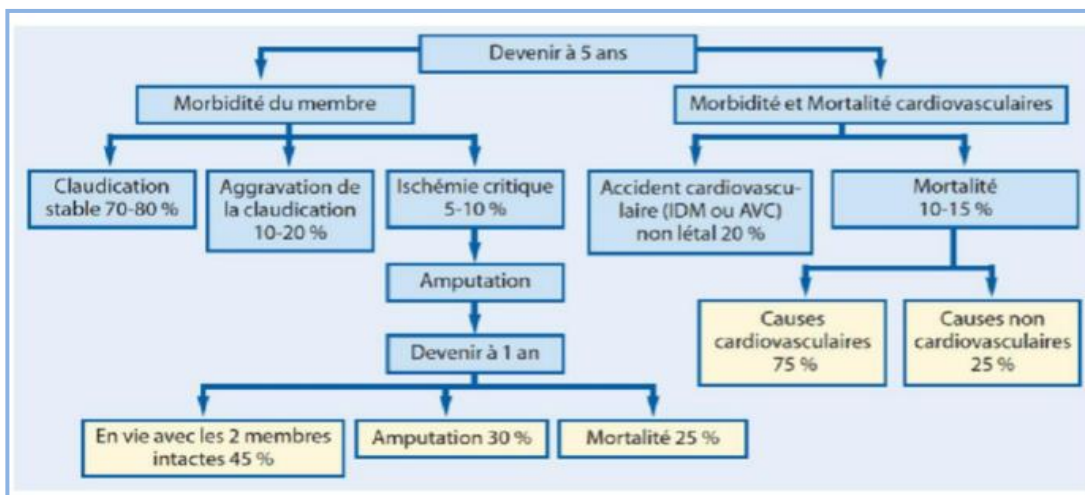 Devenir à 5 ans
Morbidité du membre
Morbidité et Mortalité cardiovasculaires
Claudication
stable 70-80 %
Aggravation de
la claudication
10-20 %
Ischémie critique
5-10 %
Accident cardiovascu-
laire (IDM ou AVC)
non létal 20 %
Mortalité
10-15 %
Amputation
Causes
cardiovasculaires
75 %
Causes non
cardiovasculaires
25 %
Devenir à 1 an
En vie avec les 2 membres
intactes 45 %
Amputation 30 %
Mortalité 25 %